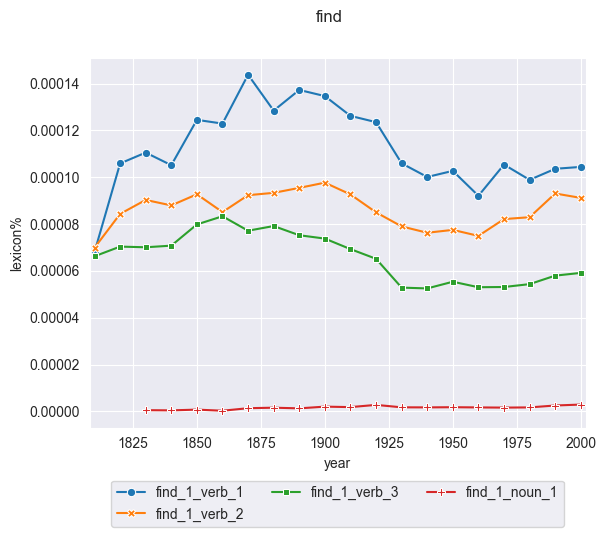 find
0.00014
0.00012
0.00010
0.00008
0.00006
0.00004
0.00002
0.00000
lexicon%
1825 1850 1875 1900 1925 1950 1975 2000
year
find_1_verb_1 find_1_verb_3 find_1_noun_1
find_1_verb_2